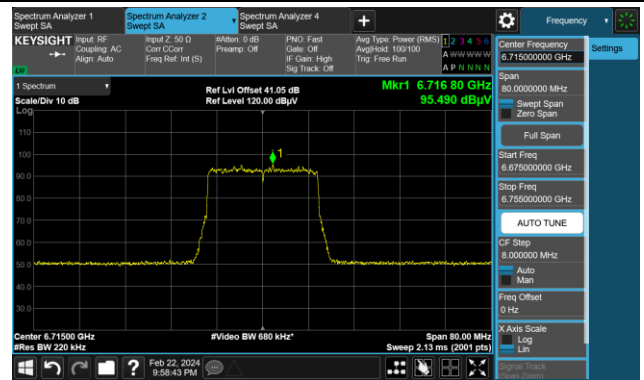 Spectrum Analyzer 1
Swept SA
Spectrum Analyzer 2
Swept SA
Spectrum Analyzer 4
Swept SA
+
Frequency
KEYSIGHT
Input: RF
Coupling: AC
Align: Auto
Input Z: 50 Ω
Corr CCorr
Freq Ref: Int (S)
#Atten: 0 dB
Preamp: Off
PNO: Fast
Gate: Off
IF Gain: High
Sig Track: Off
Avg Type: Power (RMS)
Avg|Hold: 100/100
Trig: Free Run
1 2 3 4 5 6
A W W W W W
A P N N N N
1 Spectrum
Scale/Div 10 dB
Log
Ref Lvl Offset 41.05 dB
Ref Level 120.00 dBµV
Mkr1 6.716 80 GHz
95.490 dBµV
110
100
90.0
80.0
70.0
60.0
50.0
40.0
30.0
1
Center 6.71500 GHz
#Res BW 220 kHz
#Video BW 680 kHz*
Span 80.00 MHz
Sweep 2.13 ms (2001 pts)
Feb 22, 2024
9:58:43 PM
?
Center Frequency
6.715000000 GHz
Settings
Span
80.0000000 MHz
Swept Span
Zero Span
Full Span
Start Freq
6.675000000 GHz
Stop Freq
6.755000000 GHz
AUTO TUNE
CF Step
8.000000 MHz
Auto
Man
Freq Offset
0 Hz
X Axis Scale
Log
Lin
Signal Track
(Span Zoom)